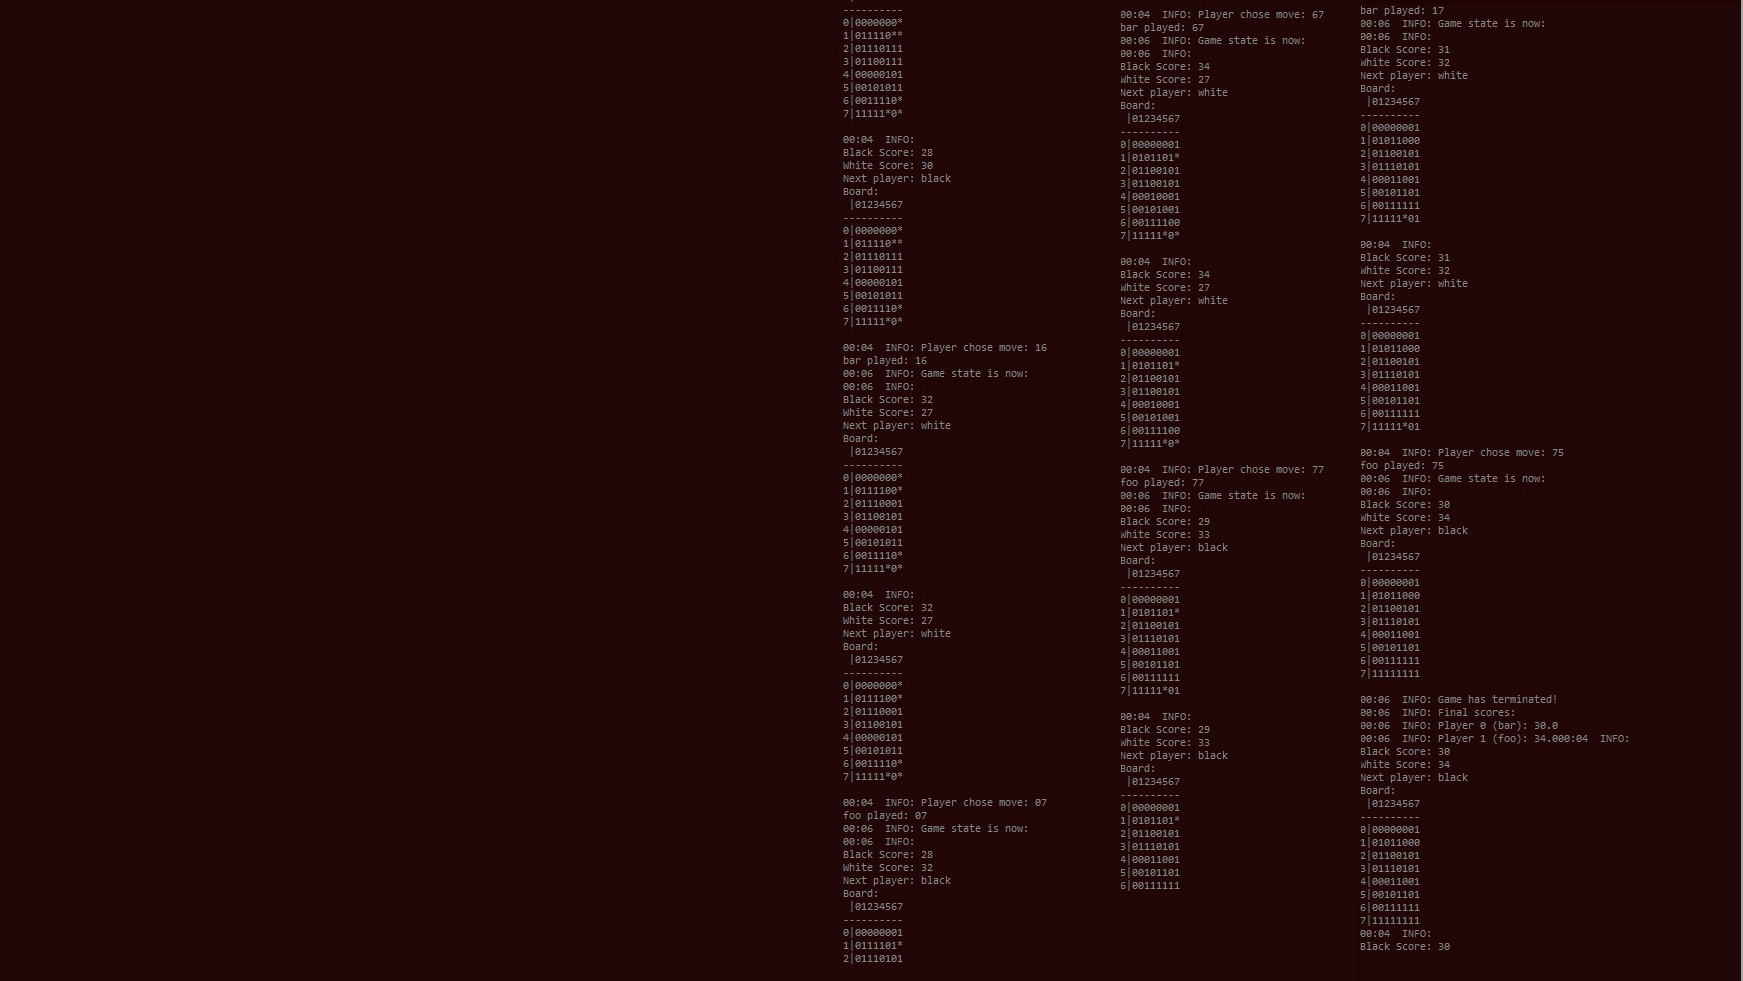 ----------
0|0000000*
1|011110**
2|01110111
3|01100111
4|00000101
5|00101011
6|0011110*
7|11111*0*
00:04  INFO:
Black Score: 28
White Score: 30
Next player: black
Board:
 |01234567
----------
0|0000000*
1|011110**
2|01110111
3|01100111
4|00000101
5|00101011
6|0011110*
7|11111*0*
00:04  INFO: Player chose move: 16
bar played: 16
00:06  INFO: Game state is now:
00:06  INFO:
Black Score: 32
White Score: 27
Next player: white
Board:
 |01234567
----------
0|0000000*
1|0111100*
2|01110001
3|01100101
4|00000101
5|00101011
6|0011110*
7|11111*0*
00:04  INFO:
Black Score: 32
White Score: 27
Next player: white
Board:
 |01234567
----------
0|0000000*
1|0111100*
2|01110001
3|01100101
4|00000101
5|00101011
6|0011110*
7|11111*0*
00:04  INFO: Player chose move: 07
foo played: 07
00:06  INFO: Game state is now:
00:06  INFO:
Black Score: 28
White Score: 32
Next player: black
Board:
 |01234567
----------
0|00000001
1|0111101*
2|01110101
00:04  INFO: Player chose move: 67
bar played: 67
00:06  INFO: Game state is now:
00:06  INFO:
Black Score: 34
White Score: 27
Next player: white
Board:
 |01234567
----------
0|00000001
1|0101101*
2|01100101
3|01100101
4|00010001
5|00101001
6|00111100
7|11111*0*
00:04  INFO:
Black Score: 34
White Score: 27
Next player: white
Board:
 |01234567
----------
0|00000001
1|0101101*
2|01100101
3|01100101
4|00010001
5|00101001
6|00111100
7|11111*0*
00:04  INFO: Player chose move: 77
foo played: 77
00:06  INFO: Game state is now:
00:06  INFO:
Black Score: 29
White Score: 33
Next player: black
Board:
 |01234567
----------
0|00000001
1|0101101*
2|01100101
3|01110101
4|00011001
5|00101101
6|00111111
7|11111*01
00:04  INFO:
Black Score: 29
White Score: 33
Next player: black
Board:
 |01234567
----------
0|00000001
1|0101101*
2|01100101
3|01110101
4|00011001
5|00101101
6|00111111
bar played: 17
00:06  INFO: Game state is now:
00:06  INFO:
Black Score: 31
White Score: 32
Next player: white
Board:
 |01234567
----------
0|00000001
1|01011000
2|01100101
3|01110101
4|00011001
5|00101101
6|00111111
7|11111*01
00:04  INFO:
Black Score: 31
White Score: 32
Next player: white
Board:
 |01234567
----------
0|00000001
1|01011000
2|01100101
3|01110101
4|00011001
5|00101101
6|00111111
7|11111*01
00:04  INFO: Player chose move: 75
foo played: 75
00:06  INFO: Game state is now:
00:06  INFO:
Black Score: 30
White Score: 34
Next player: black
Board:
 |01234567
----------
0|00000001
1|01011000
2|01100101
3|01110101
4|00011001
5|00101101
6|00111111
7|11111111
00:06  INFO: Game has terminated!
00:06  INFO: Final scores:
00:06  INFO: Player 0 (bar): 30.0
00:06  INFO: Player 1 (foo): 34.000:04  INFO:
Black Score: 30
White Score: 34
Next player: black
Board:
 |01234567
----------
0|00000001
1|01011000
2|01100101
3|01110101
4|00011001
5|00101101
6|00111111
7|11111111
00:04  INFO:
Black Score: 30